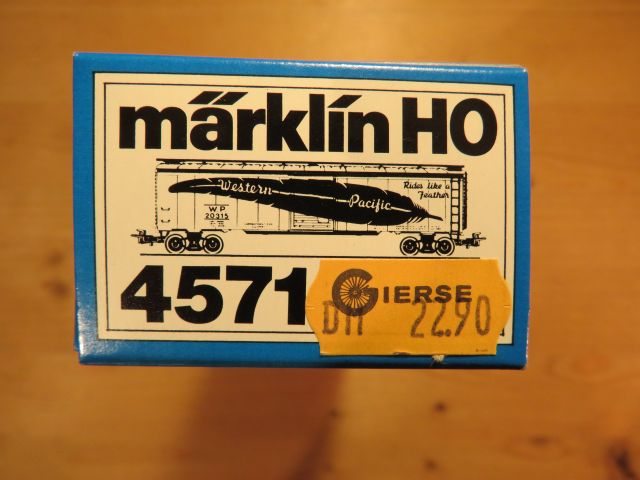 märklin HO
Western Pacific
Rides like a
Feather
WP
20315
4571
GIERSE
DM 22.90